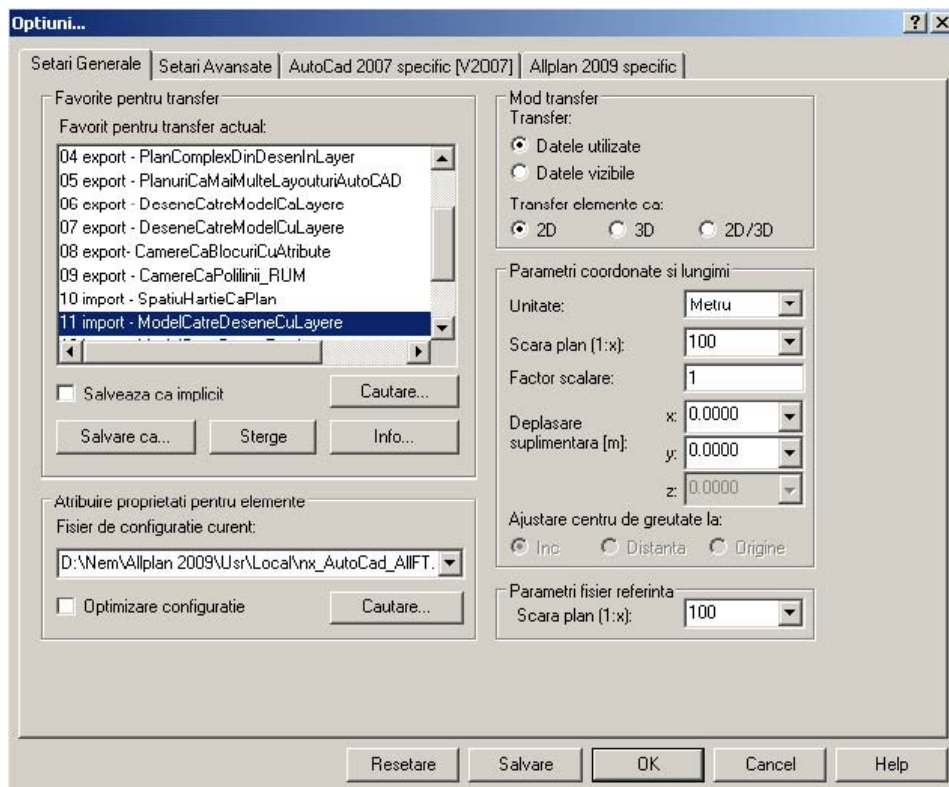 Optiuni...
Setari Generale
Setari Avansate
AutoCad 2007 specific [V2007]
Allplan 2009 specific
Favorite pentru transfer
Favorit pentru transfer actual:
04 export - PlanComplexDinDesenInLayer
05 export - PlanuriCaMaiMulteLayouturiAutoCAD
06 export - DeseneCatreModelCaLayere
07 export - DeseneCatreModelCuLayere
08 export- CamereCaBlocuriCuAtribute
09 export - CamereCaPolilinii_RUM
10 import - SpatiuHartieCaPlan
11 import - ModelCatreDeseneCuLayere
Salveaza ca implicit
Cautare...
Salvare ca...
Sterge
Info...
Atribuire proprietati pentru elemente
Fisier de configuratie curent:
D:\Nem\Allplan 2009\Usr\Local\nx_AutoCad_AllFT.
Optimizare configuratie
Cautare...
Mod transfer
Transfer:
Datele utilizate
Datele vizibile
Transfer elemente ca:
2D
3D
2D/3D
Parametri coordonate si lungimi
Unitate:
Metru
Scara plan (1:x):
100
Factor scalare:
1
Deplasare suplimentara [m]:
x: 0.0000
y: 0.0000
z: 0.0000
Ajustare centru de greutate la:
Inc
Distanta
Origine
Parametri fisier referinta
Scara plan (1:x):
100
Resetare
Salvare
OK
Cancel
Help